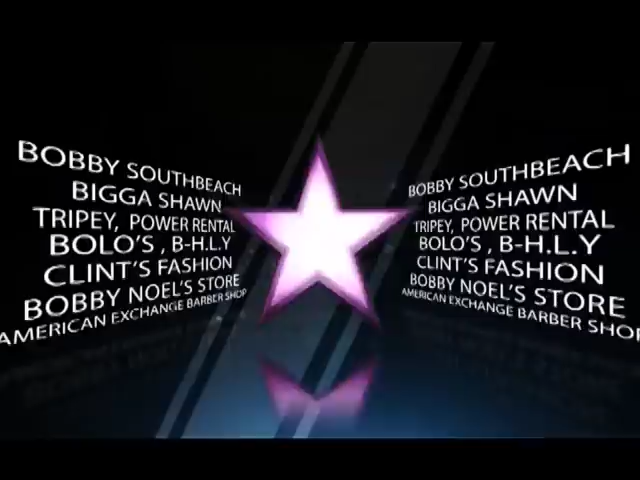 BOBBY SOUTHBEACH
BIGGA SHAWN
TRIPEY, POWER RENTAL
BOLO'S , B-H.L.Y
CLINT'S FASHION
BOBBY NOEL'S STORE
AMERICAN EXCHANGE BARBER SHOP
BOBBY SOUTHBEACH
BIGGA SHAWN
TRIPEY, POWER RENTAL
BOLO'S , B-H.L.Y
CLINT'S FASHION
BOBBY NOEL'S STORE
AMERICAN EXCHANGE BARBER SHOP